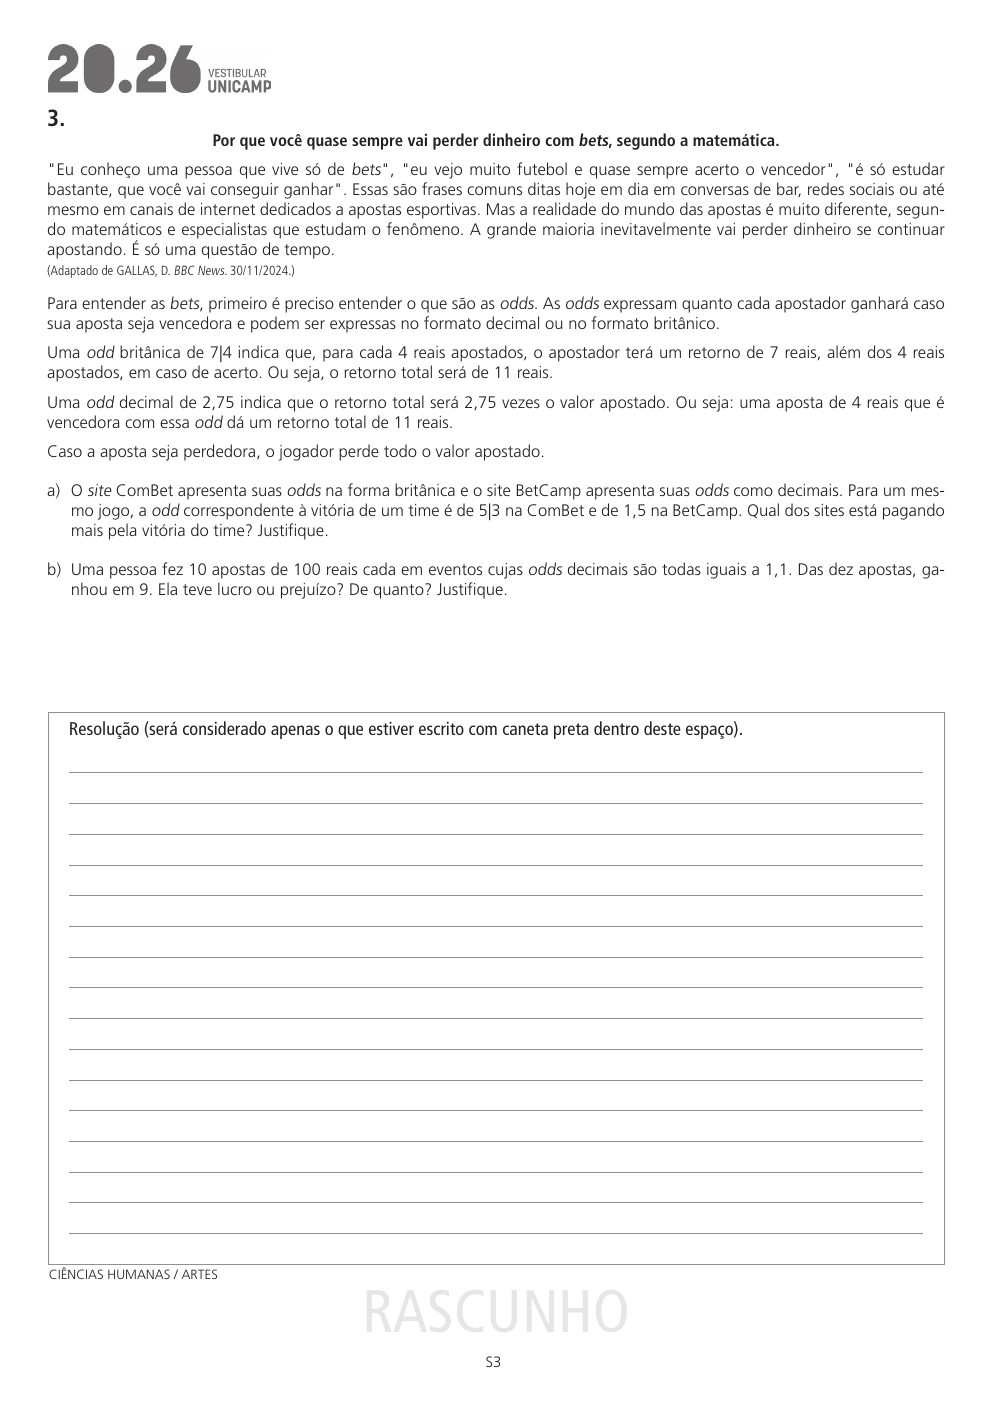 20.26 VESTIBULAR
UNICAMP
3.
Por que você quase sempre vai perder dinheiro com bets, segundo a matemática.
"Eu conheço uma pessoa que vive só de bets", "eu vejo muito futebol e quase sempre acerto o vencedor", "é só estudar
bastante, que você vai conseguir ganhar". Essas são frases comuns ditas hoje em dia em conversas de bar, redes sociais ou até
mesmo em canais de internet dedicados a apostas esportivas. Mas a realidade do mundo das apostas é muito diferente, segun-
do matemáticos e especialistas que estudam o fenômeno. A grande maioria inevitavelmente vai perder dinheiro se continuar
apostando. É só uma questão de tempo.
(Adaptado de GALLAS, D. BBC News. 30/11/2024.)
Para entender as bets, primeiro é preciso entender o que são as odds. As odds expressam quanto cada apostador ganhará caso
sua aposta seja vencedora e podem ser expressas no formato decimal ou no formato britânico.
Uma odd britânica de 7|4 indica que, para cada 4 reais apostados, o apostador terá um retorno de 7 reais, além dos 4 reais
apostados, em caso de acerto. Ou seja, o retorno total será de 11 reais.
Uma odd decimal de 2,75 indica que o retorno total será 2,75 vezes o valor apostado. Ou seja: uma aposta de 4 reais que é
vencedora com essa odd dá um retorno total de 11 reais.
Caso a aposta seja perdedora, o jogador perde todo o valor apostado.
a) O site ComBet apresenta suas odds na forma britânica e o site BetCamp apresenta suas odds como decimais. Para um mes-
mo jogo, a odd correspondente à vitória de um time é de 5|3 na ComBet e de 1,5 na BetCamp. Qual dos sites está pagando
mais pela vitória do time? Justifique.
b) Uma pessoa fez 10 apostas de 100 reais cada em eventos cujas odds decimais são todas iguais a 1,1. Das dez apostas, ga-
nhou em 9. Ela teve lucro ou prejuízo? De quanto? Justifique.
Resolução (será considerado apenas o que estiver escrito com caneta preta dentro deste espaço).
CIÊNCIAS HUMANAS / ARTES
RASCUNHO
S3